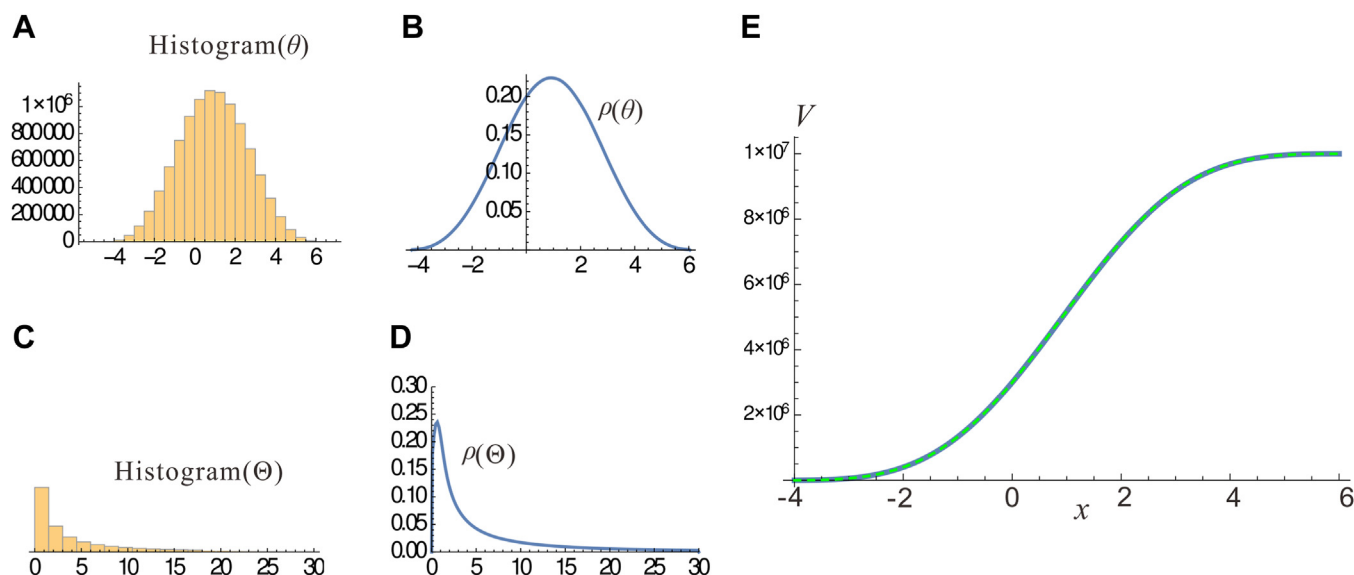 A
Histogram(θ)
1×10⁶
800000
600000
400000
200000
0
−4 −2 0 2 4 6
B
ρ(θ)
0.20
0.15
0.10
0.05
−4 −2 2 4 6
C
Histogram(Θ)
0 5 10 15 20 25 30
D
ρ(Θ)
0.30
0.25
0.20
0.15
0.10
0.05
0.00
0 5 10 15 20 25 30
E
V
1×10⁷
8×10⁶
6×10⁶
4×10⁶
2×10⁶
-4 -2 0 2 4 6
x